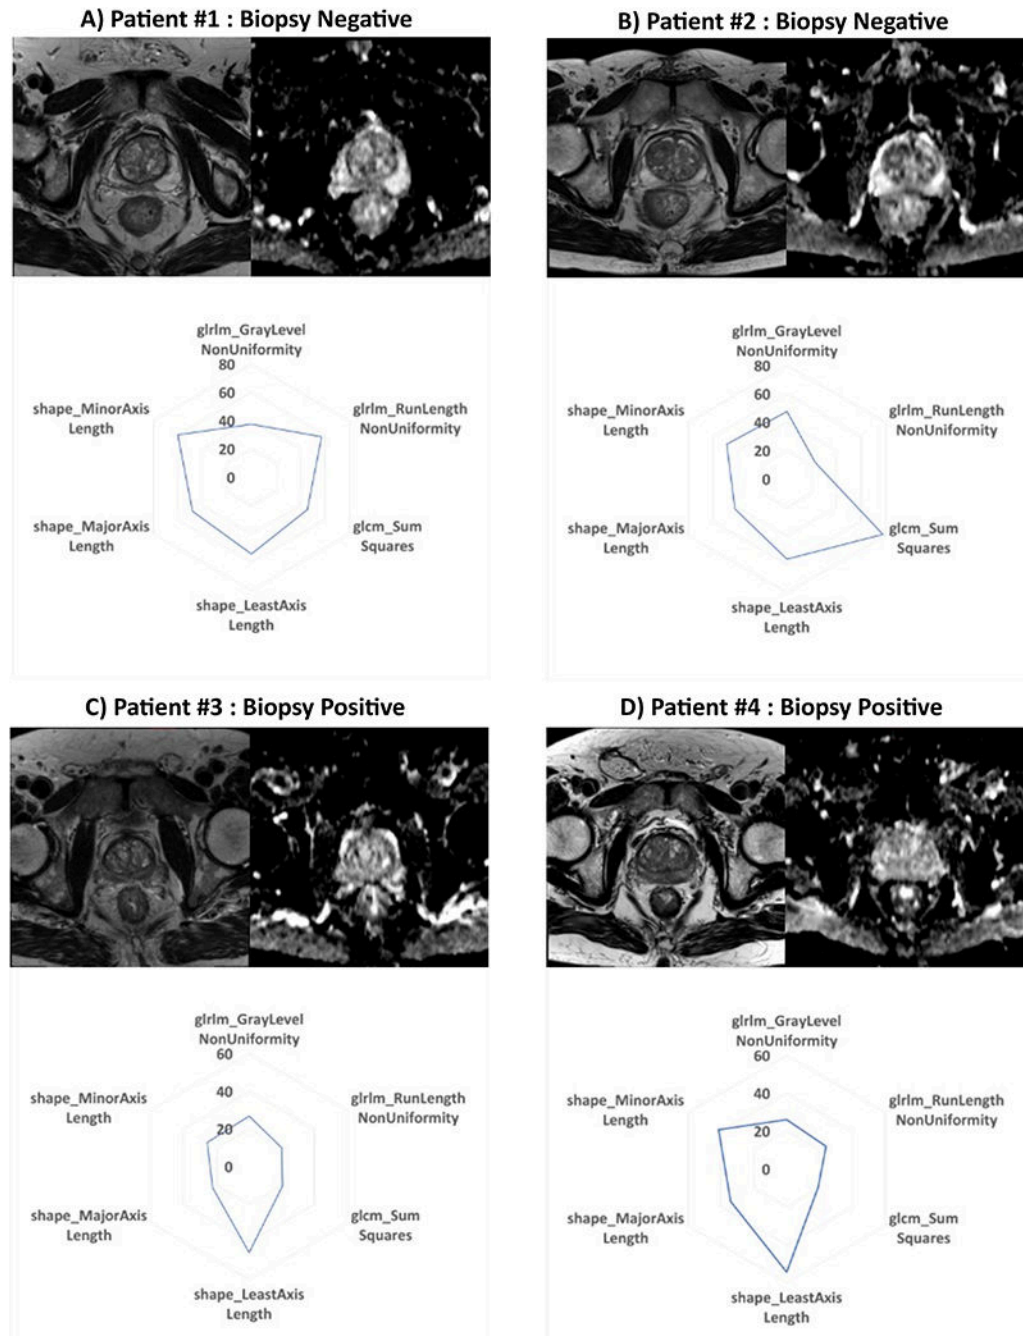 A) Patient #1 : Biopsy Negative
B) Patient #2 : Biopsy Negative
glrlm_GrayLevel
NonUniformity
80
60
40
20
0
glrlm_RunLength
NonUniformity
glcm_Sum
Squares
shape_LeastAxis
Length
shape_MajorAxis
Length
shape_MinorAxis
Length
glrlm_GrayLevel
NonUniformity
80
60
40
20
0
glrlm_RunLength
NonUniformity
glcm_Sum
Squares
shape_LeastAxis
Length
shape_MajorAxis
Length
shape_MinorAxis
Length
C) Patient #3 : Biopsy Positive
D) Patient #4 : Biopsy Positive
glrlm_GrayLevel
NonUniformity
60
40
20
0
glrlm_RunLength
NonUniformity
glcm_Sum
Squares
shape_LeastAxis
Length
shape_MajorAxis
Length
shape_MinorAxis
Length
glrlm_GrayLevel
NonUniformity
60
40
20
0
glrlm_RunLength
NonUniformity
glcm_Sum
Squares
shape_LeastAxis
Length
shape_MajorAxis
Length
shape_MinorAxis
Length